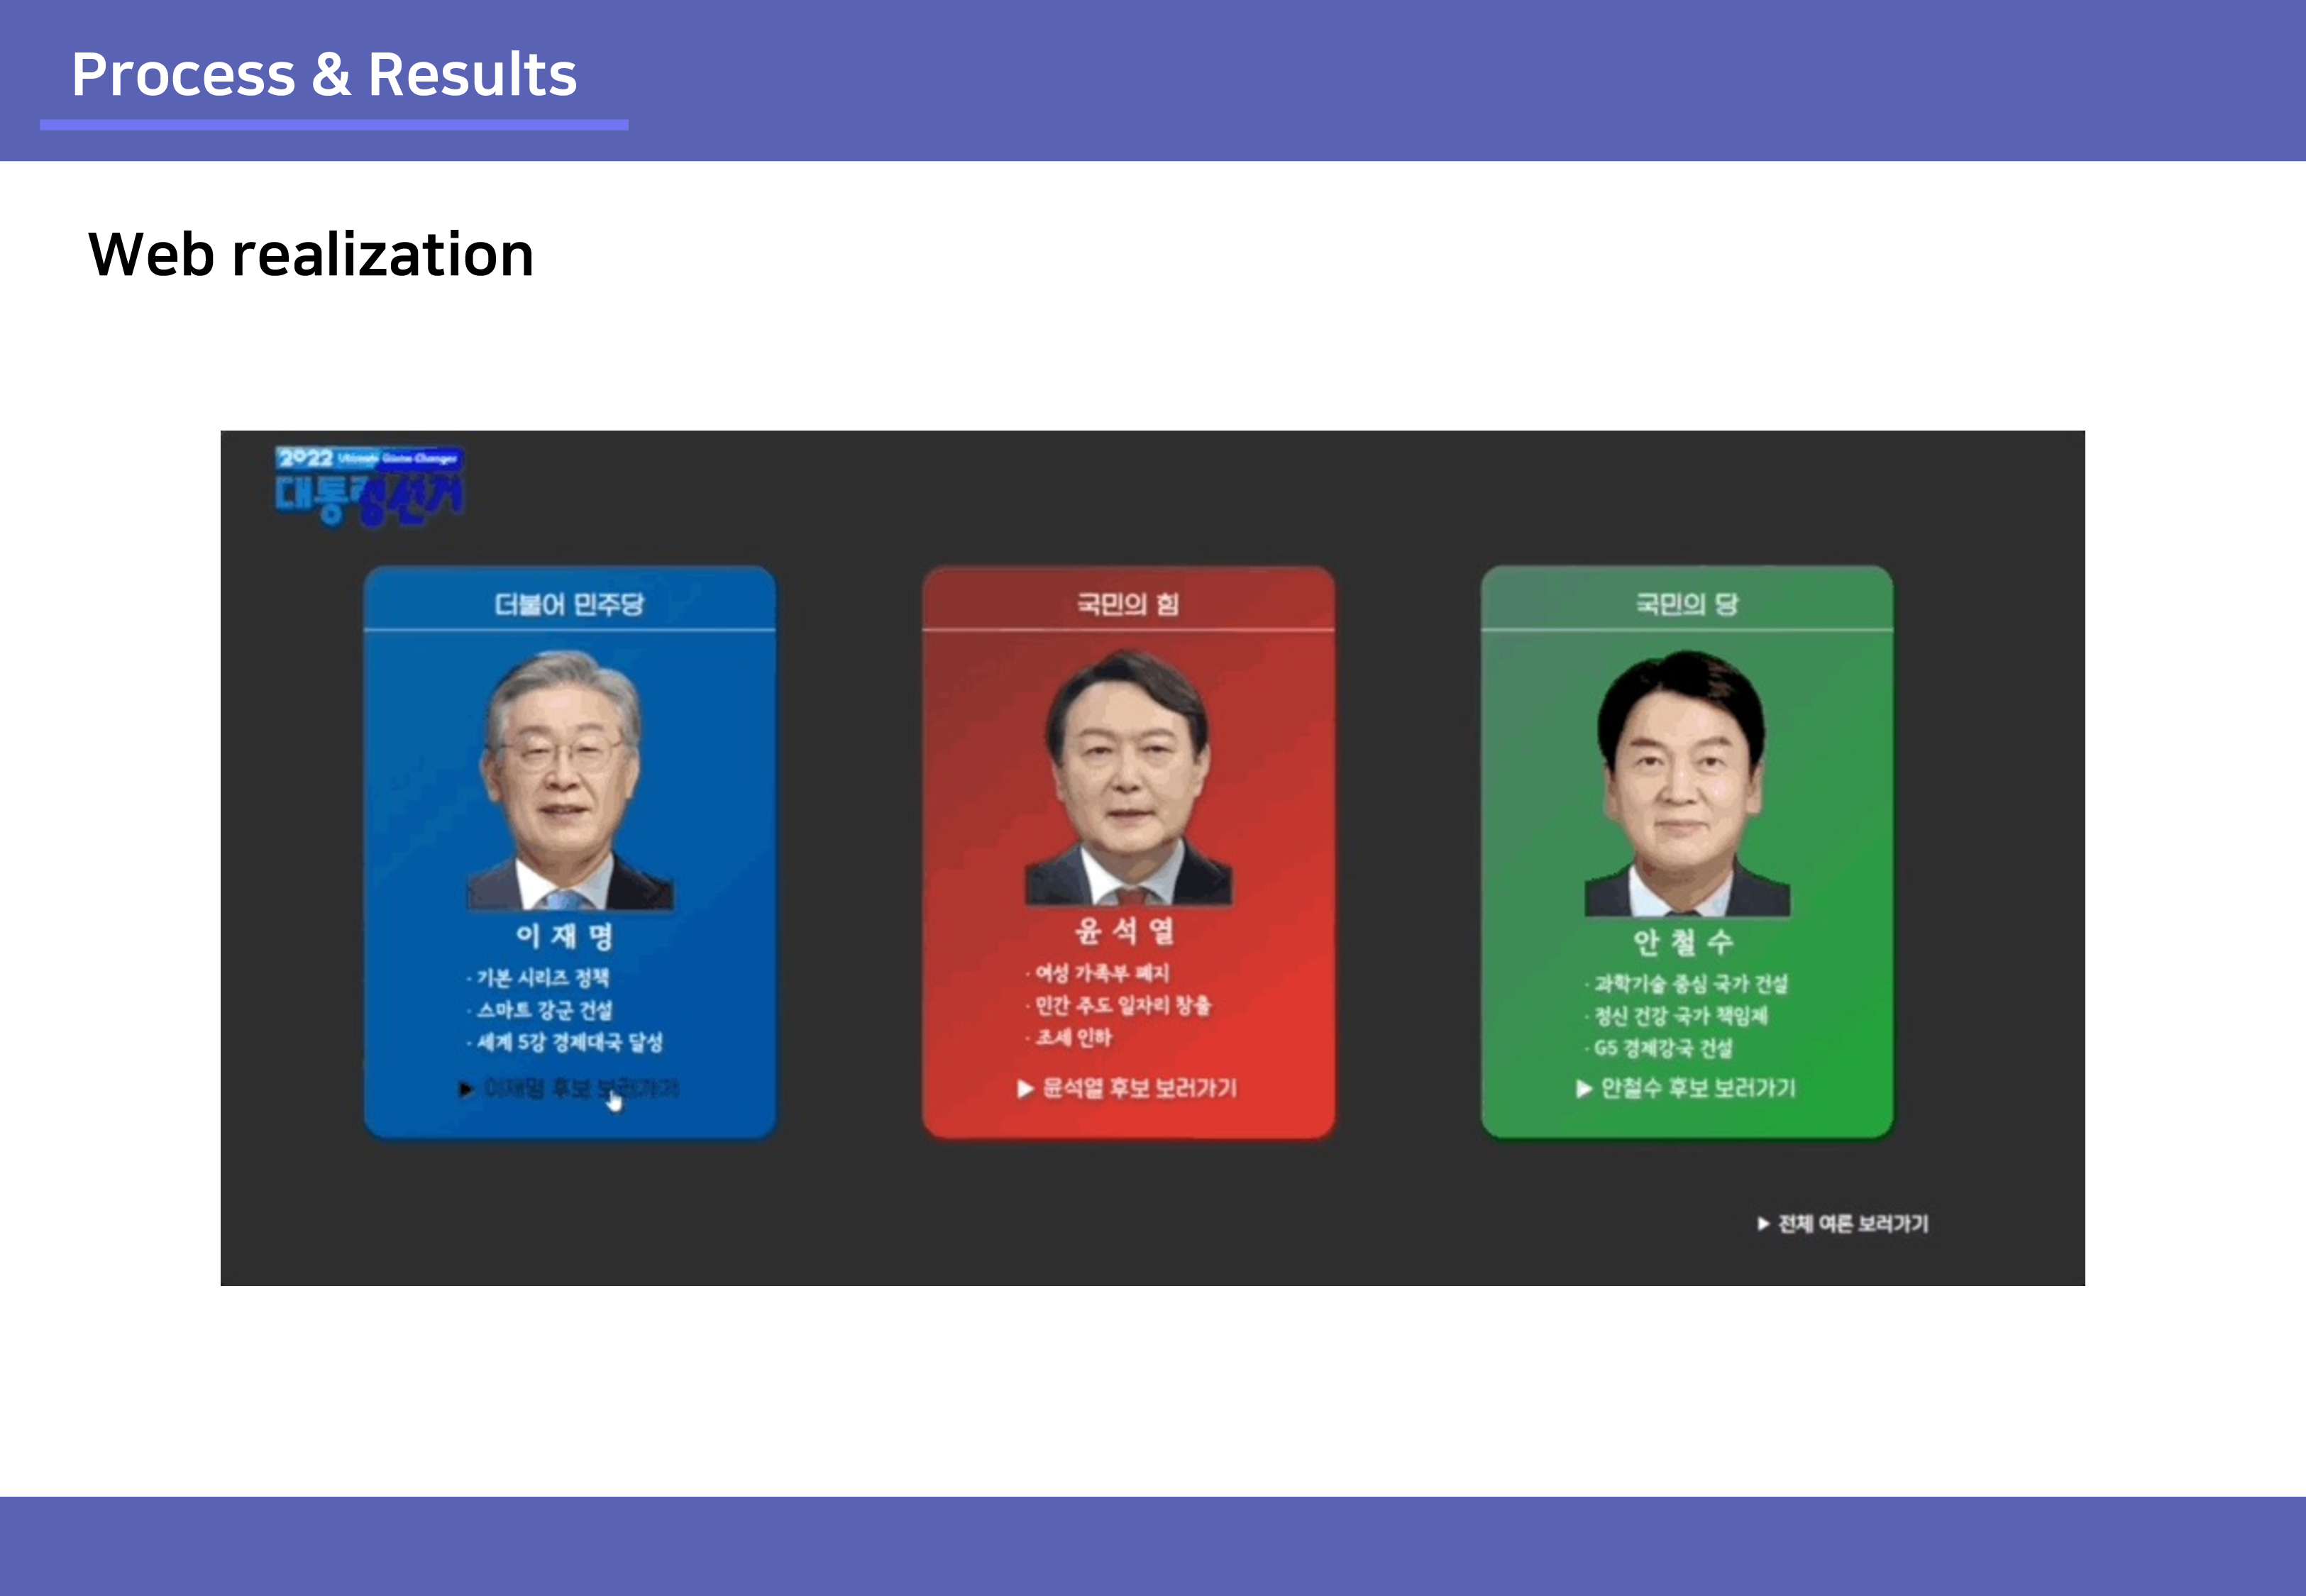 Process & Results
Web realization
2022 Ultimate Game Changer
대통령선거
더불어 민주당
이 재 명
· 기본 시리즈 정책
· 스마트 강군 건설
· 세계 5강 경제대국 달성
▶ 이재명 후보 보러가기
국민의 힘
윤 석 열
· 여성 가족부 폐지
· 민간 주도 일자리 창출
· 조세 인하
▶ 윤석열 후보 보러가기
국민의 당
안 철 수
· 과학기술 중심 국가 건설
· 정신 건강 국가 책임제
· G5 경제강국 건설
▶ 안철수 후보 보러가기
▶ 전체 여론 보러가기